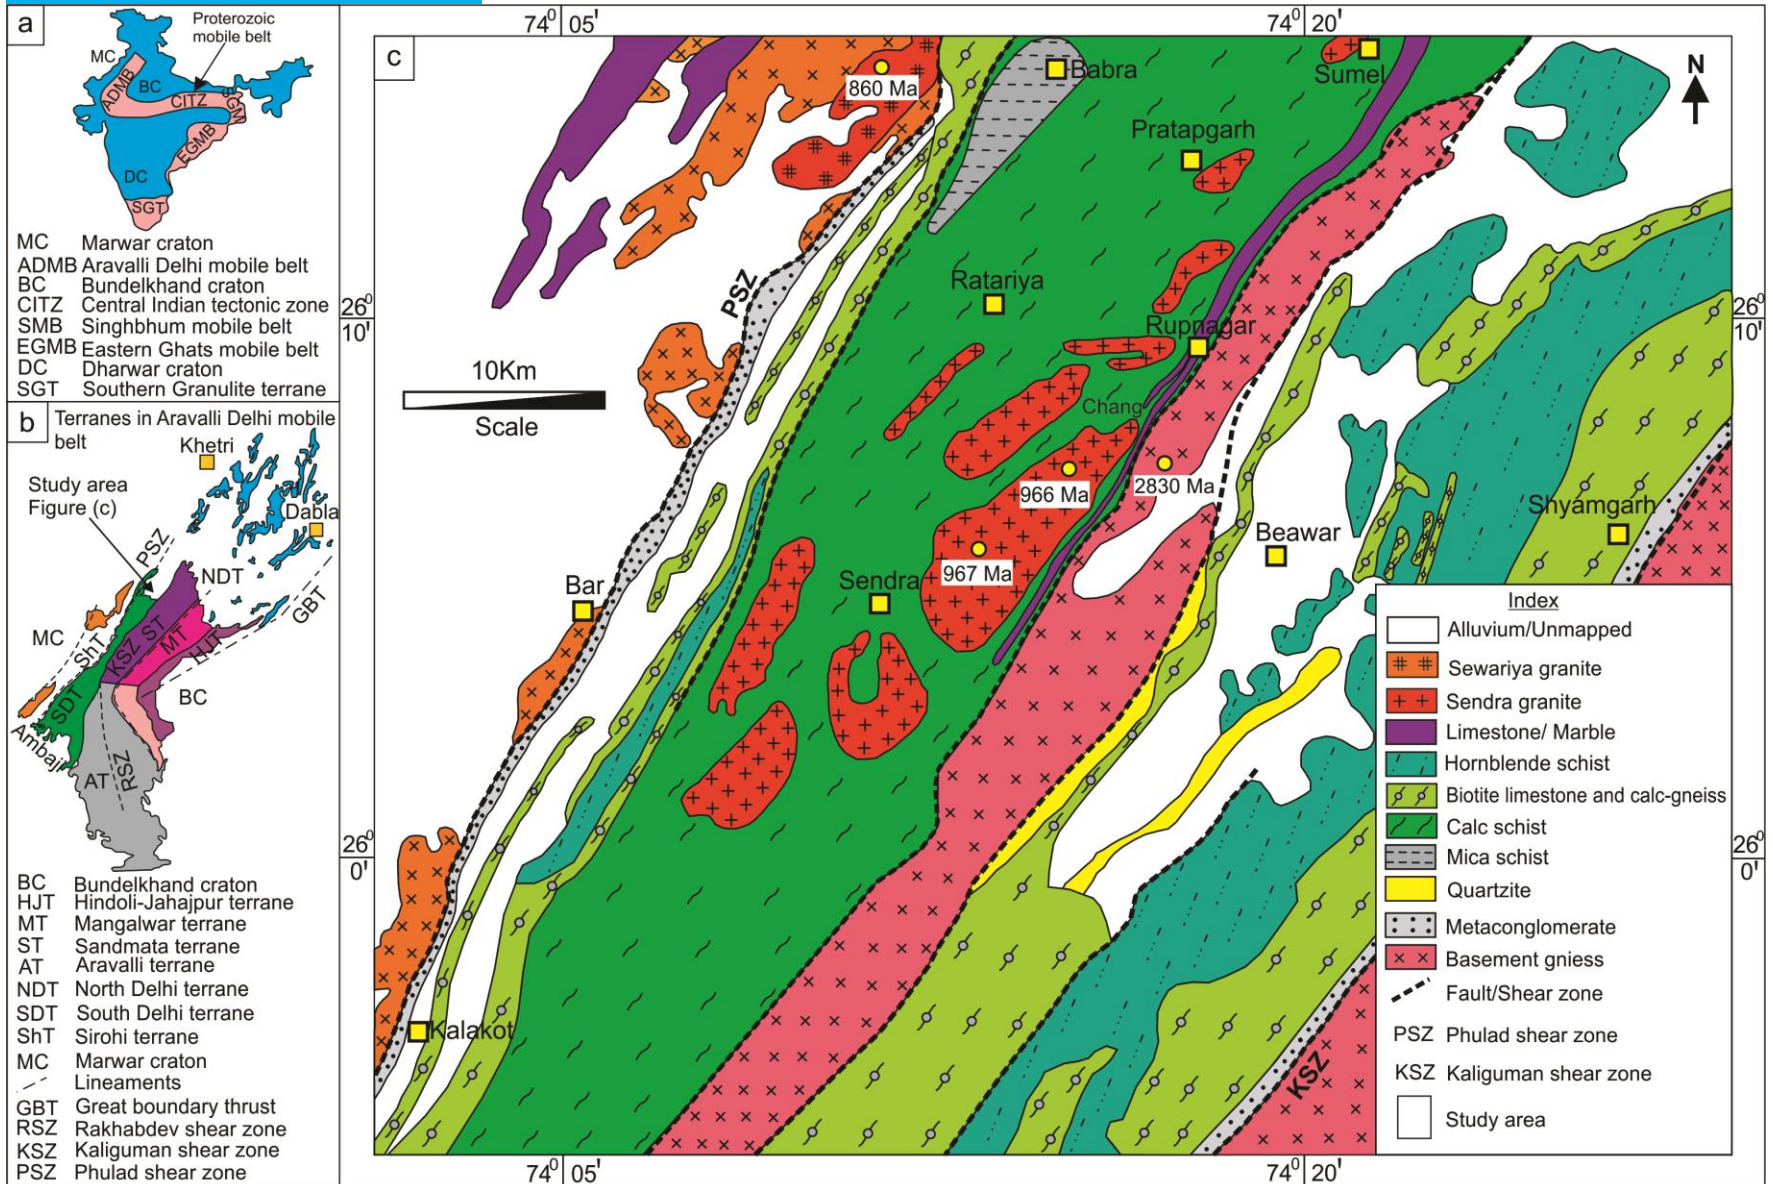 a
Proterozoic
mobile belt
MC
ADMB
BC
CITZ
EGMB
DC
SGT
MC Marwar craton
ADMB Aravalli Delhi mobile belt
BC Bundelkhand craton
CITZ Central Indian tectonic zone
SMB Singhbhum mobile belt
EGMB Eastern Ghats mobile belt
DC Dharwar craton
SGT Southern Granulite terrane
b Terranes in Aravalli Delhi mobile
belt
Khetri
Study area
Figure (c)
Dabla
PSZ
NDT
GBT
MC
ShT
KSZ ST
MT
HJT
BC
SDT
Ambaji
AT
RSZ
BC Bundelkhand craton
HJT Hindoli-Jahajpur terrane
MT Mangalwar terrane
ST Sandmata terrane
AT Aravalli terrane
NDT North Delhi terrane
SDT South Delhi terrane
ShT Sirohi terrane
MC Marwar craton
Lineaments
GBT Great boundary thrust
RSZ Rakhabdev shear zone
KSZ Kaliguman shear zone
PSZ Phulad shear zone
c
74⁰ 05'
74⁰ 20'
N
860 Ma
Babra
Sumel
Pratapgarh
PSZ
Ratariya
Rupnagar
26⁰
10'
26⁰
10'
10Km
Scale
Chang
966 Ma
2830 Ma
Shyamgarh
Beawar
967 Ma
Bar
Sendra
26⁰
0'
26⁰
0'
Kalakot
KSZ
74⁰ 05'
74⁰ 20'
Index
Alluvium/Unmapped
Sewariya granite
Sendra granite
Limestone/ Marble
Hornblende schist
Biotite limestone and calc-gneiss
Calc schist
Mica schist
Quartzite
Metaconglomerate
Basement gniess
Fault/Shear zone
PSZ Phulad shear zone
KSZ Kaliguman shear zone
Study area